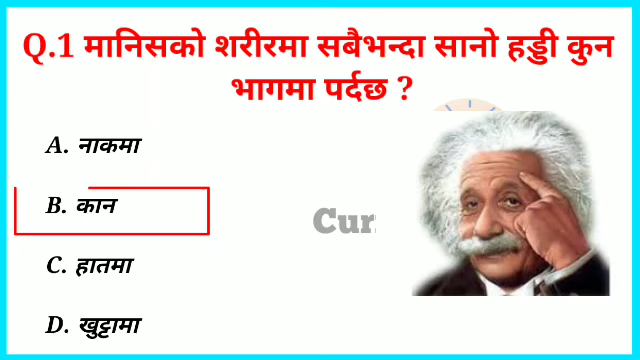 Q.1 मानिसको शरीरमा सबैभन्दा सानो हड्डी कुन
भागमा पर्दछ ?
A. नाकमा
B. कान
C. हातमा
D. खुट्टामा